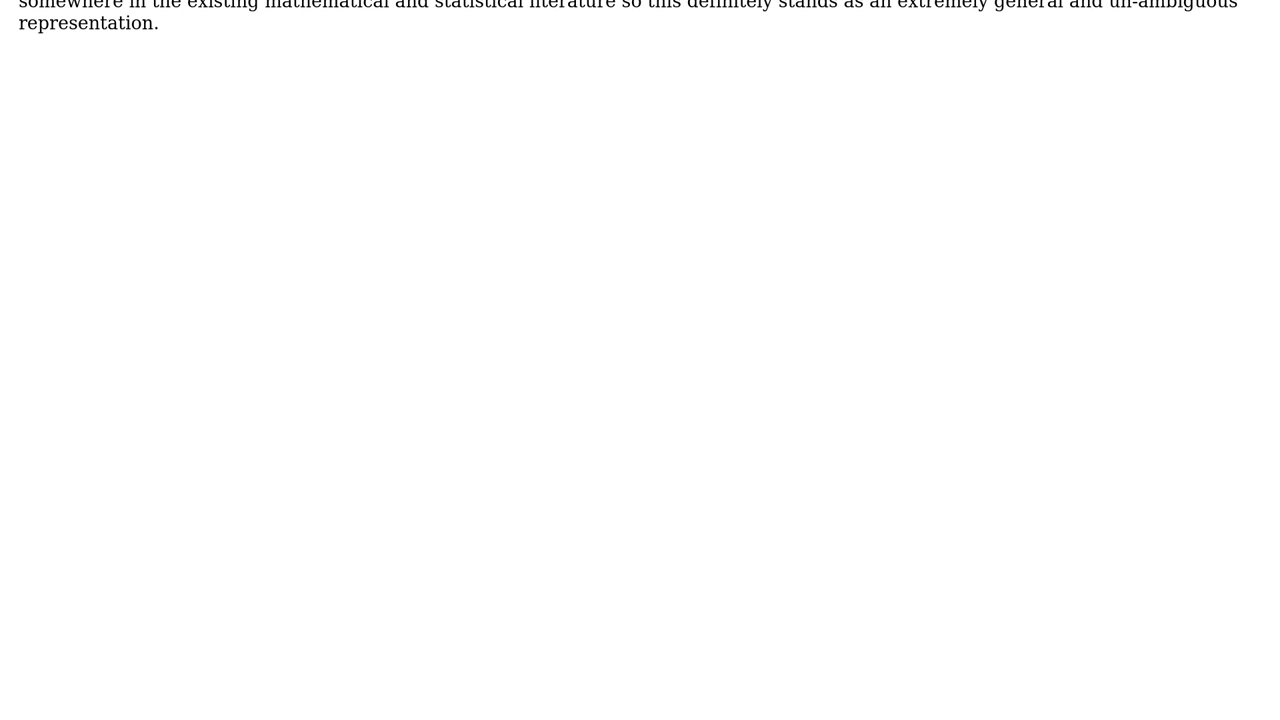 somewhere in the existing mathematical and statistical literature so this definitely stands as an extremely general and un-ambiguous
representation.